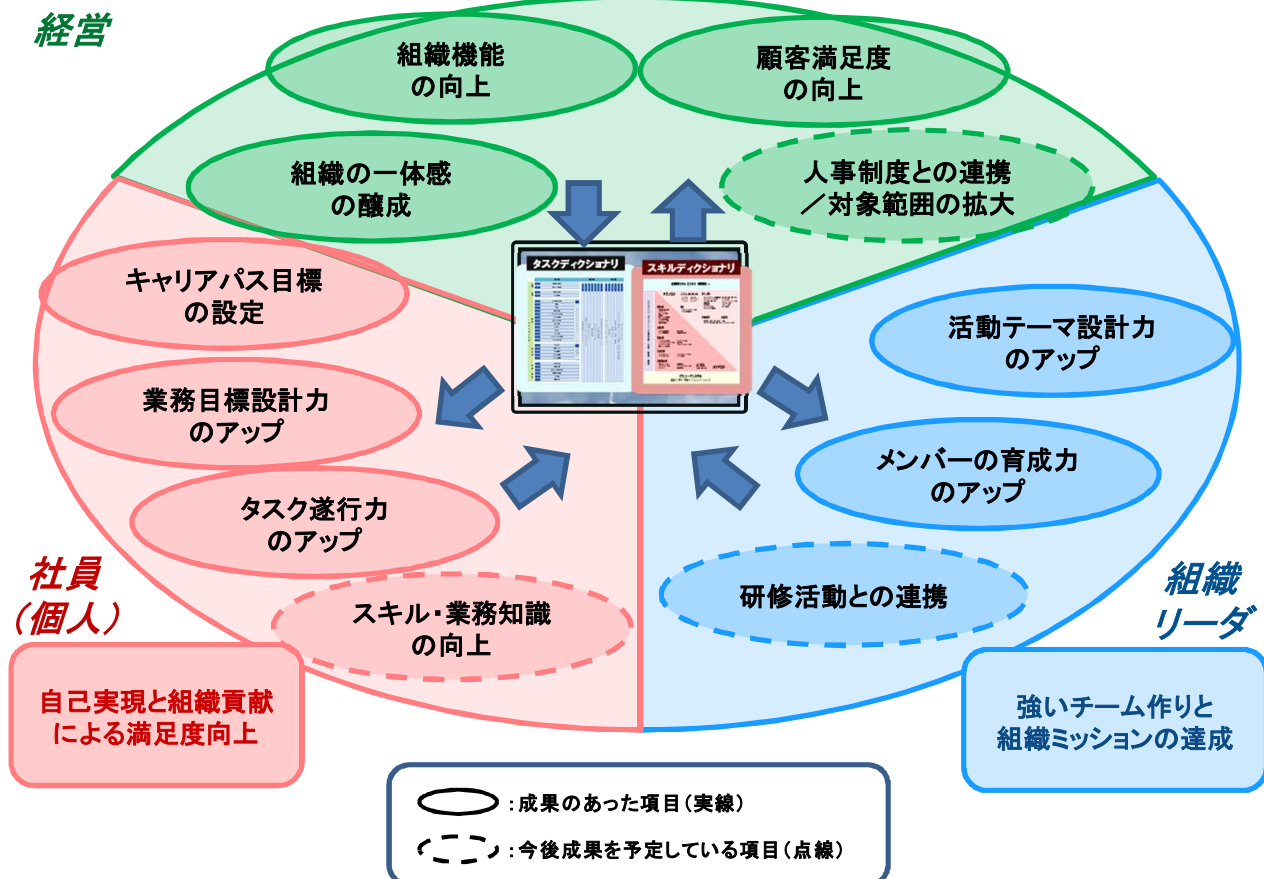 経営
組織機能
の向上
顧客満足度
の向上
組織の一体感
の醸成
人事制度との連携
／対象範囲の拡大
タスクディクショナリ
スキルディクショナリ
キャリアパス目標
の設定
業務目標設計力
のアップ
タスク遂行力
のアップ
スキル・業務知識
の向上
活動テーマ設計力
のアップ
メンバーの育成力
のアップ
研修活動との連携
社員
（個人）
自己実現と組織貢献
による満足度向上
組織
リーダ
強いチーム作りと
組織ミッションの達成
：成果のあった項目（実線）
：今後成果を予定している項目（点線）